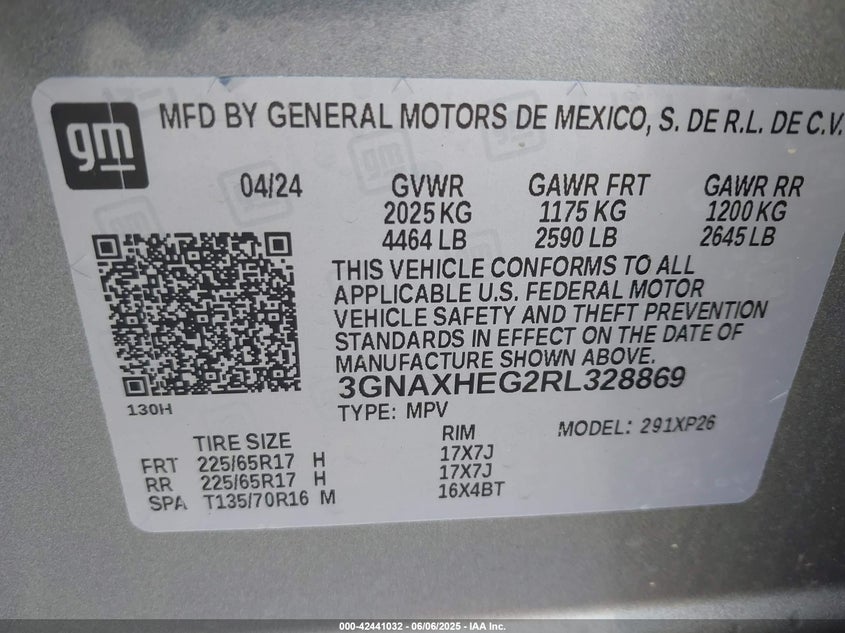 gm
MFD BY GENERAL MOTORS DE MEXICO, S. DE R.L. DE C.V.
04/24 GVWR GAWR FRT GAWR RR
2025 KG 1175 KG 1200 KG
4464 LB 2590 LB 2645 LB
THIS VEHICLE CONFORMS TO ALL
APPLICABLE U.S. FEDERAL MOTOR
VEHICLE SAFETY AND THEFT PREVENTION
STANDARDS IN EFFECT ON THE DATE OF
MANUFACTURE SHOWN ABOVE.
3GNAXHEG2RL328869
130H
TYPE: MPV MODEL: 291XP26
TIRE SIZE RIM
FRT 225/65R17 H 17X7J
RR 225/65R17 H 17X7J
SPA T135/70R16 M 16X4BT
000-42441032 - 06/06/2025 - IAA Inc.